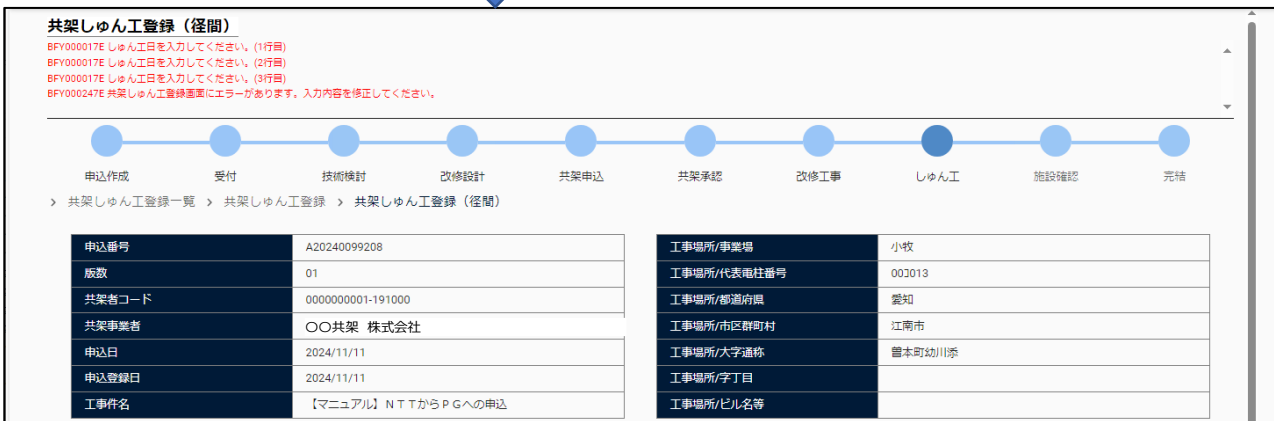 共架しゅん工登録（径間）
BFY000017E しゅん工日を入力してください。(1行目)
BFY000017E しゅん工日を入力してください。(2行目)
BFY000017E しゅん工日を入力してください。(3行目)
BFY000247E 共架しゅん工登録画面にエラーがあります。入力内容を修正してください。
申込作成 受付 技術検討 改修設計 共架申込 共架承認 改修工事 しゅん工 施設確認 完結
> 共架しゅん工登録一覧 > 共架しゅん工登録 > 共架しゅん工登録（径間）
申込番号 A20240099208 工事場所/事業場 小牧
版数 01 工事場所/代表電柱番号 00J013
共架者コード 0000000001-191000 工事場所/都道府県 愛知
共架事業者 〇〇共架 株式会社 工事場所/市区群町村 江南市
申込日 2024/11/11 工事場所/大字通称 曽本町幼川添
申込登録日 2024/11/11 工事場所/字丁目
工事件名 【マニュアル】ＮＴＴからＰＧへの申込 工事場所/ビル名等